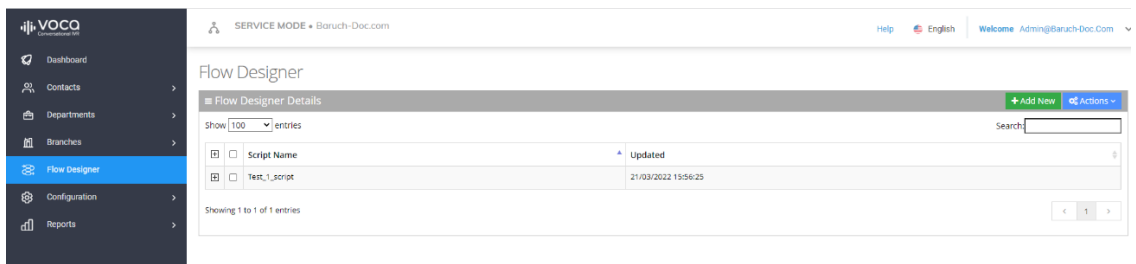 VOCA
Conversational IVR
SERVICE MODE • Baruch-Doc.com
Help
English
Welcome Admin@Baruch-Doc.Com
Dashboard
Contacts
Departments
Branches
Flow Designer
Configuration
Reports
Flow Designer
Flow Designer Details
Add New
Actions
Show 100 entries
Search:
Script Name
Updated
Test_1_script
21/03/2022 15:56:25
Showing 1 to 1 of 1 entries
< 1 >